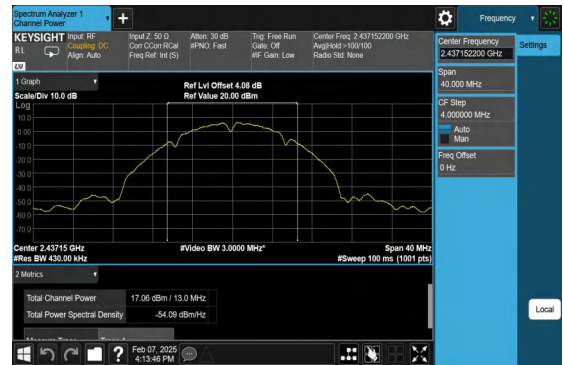 Spectrum Analyzer 1
Channel Power
+
Frequency
KEYSIGHT
RL
LXI
Input: RF
Coupling: DC
Align: Auto
Input Z: 50 Ω
Corr CCorr RCal
Freq Ref: Int (S)
Atten: 30 dB
#PNO: Fast
Trig: Free Run
Gate: Off
#IF Gain: Low
Center Freq: 2.437152200 GHz
Avg|Hold:>100/100
Radio Std: None
Center Frequency
2.437152200 GHz
Settings
Span
40.000 MHz
CF Step
4.000000 MHz
Auto
Man
Freq Offset
0 Hz
Local
1 Graph
Scale/Div 10.0 dB
Ref Lvl Offset 4.08 dB
Ref Value 20.00 dBm
Log
10.0
0.00
-10.0
-20.0
-30.0
-40.0
-50.0
-60.0
-70.0
Center 2.43715 GHz
#Res BW 430.00 kHz
#Video BW 3.0000 MHz*
Span 40 MHz
#Sweep 100 ms (1001 pts)
2 Metrics
Total Channel Power 17.06 dBm / 13.0 MHz
Total Power Spectral Density -54.09 dBm/Hz
?
Feb 07, 2025
4:13:46 PM